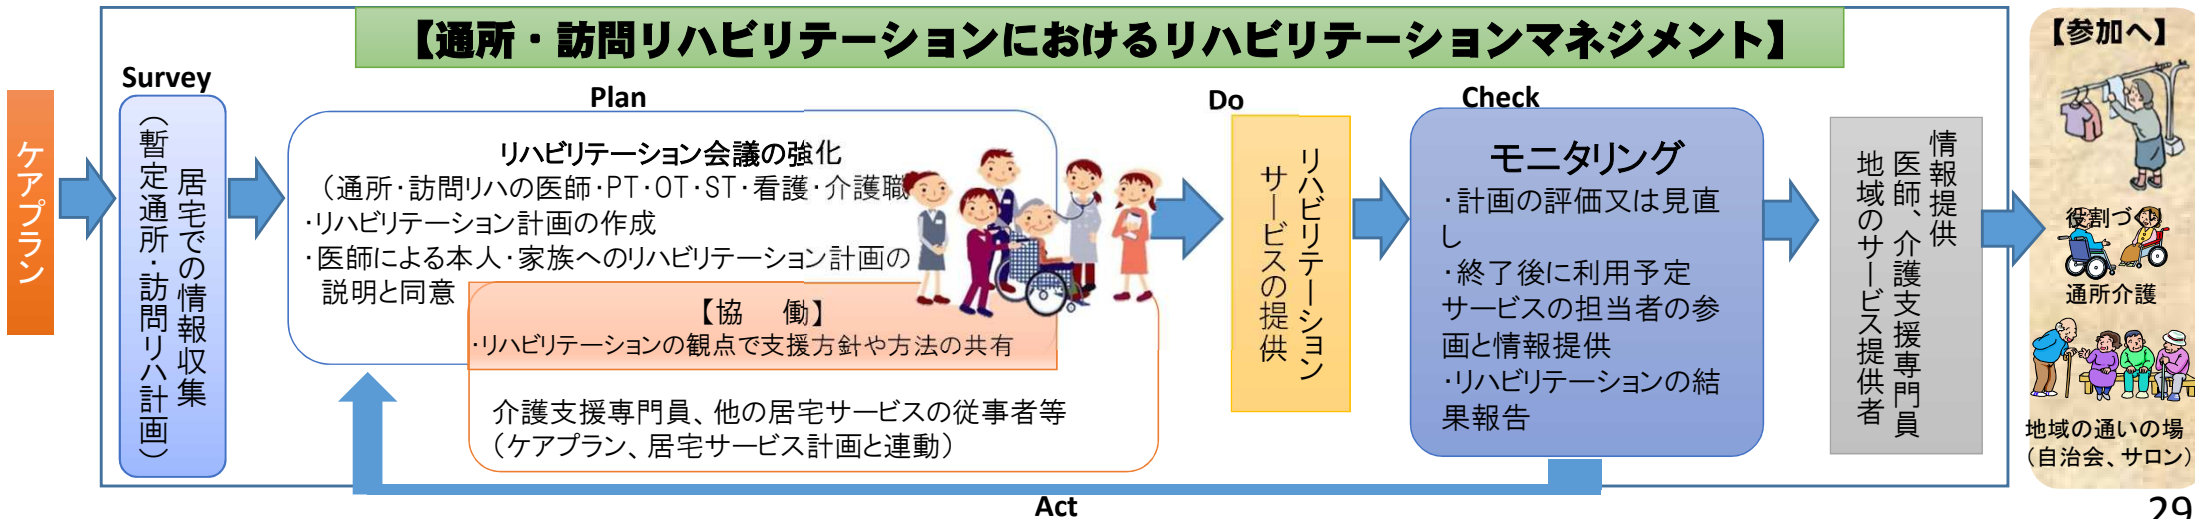 【通所・訪問リハビリテーションにおけるリハビリテーションマネジメント】
ケアプラン
Survey
居宅での情報収集
（暫定通所・訪問リハ計画）
Plan
リハビリテーション会議の強化
（通所・訪問リハの医師・PT・OT・ST・看護・介護職
・リハビリテーション計画の作成
・医師による本人・家族へのリハビリテーション計画の
説明と同意
【協　働】
・リハビリテーションの観点で支援方針や方法の共有
介護支援専門員、他の居宅サービスの従事者等
（ケアプラン、居宅サービス計画と連動）
Do
リハビリテーション
サービスの提供
Check
モニタリング
・計画の評価又は見直
し
・終了後に利用予定
サービスの担当者の参
画と情報提供
・リハビリテーションの結
果報告
Act
情報提供
医師、介護支援専門員
地域のサービス提供者
【参加へ】
役割づくり
通所介護
地域の通いの場
（自治会、サロン）
29